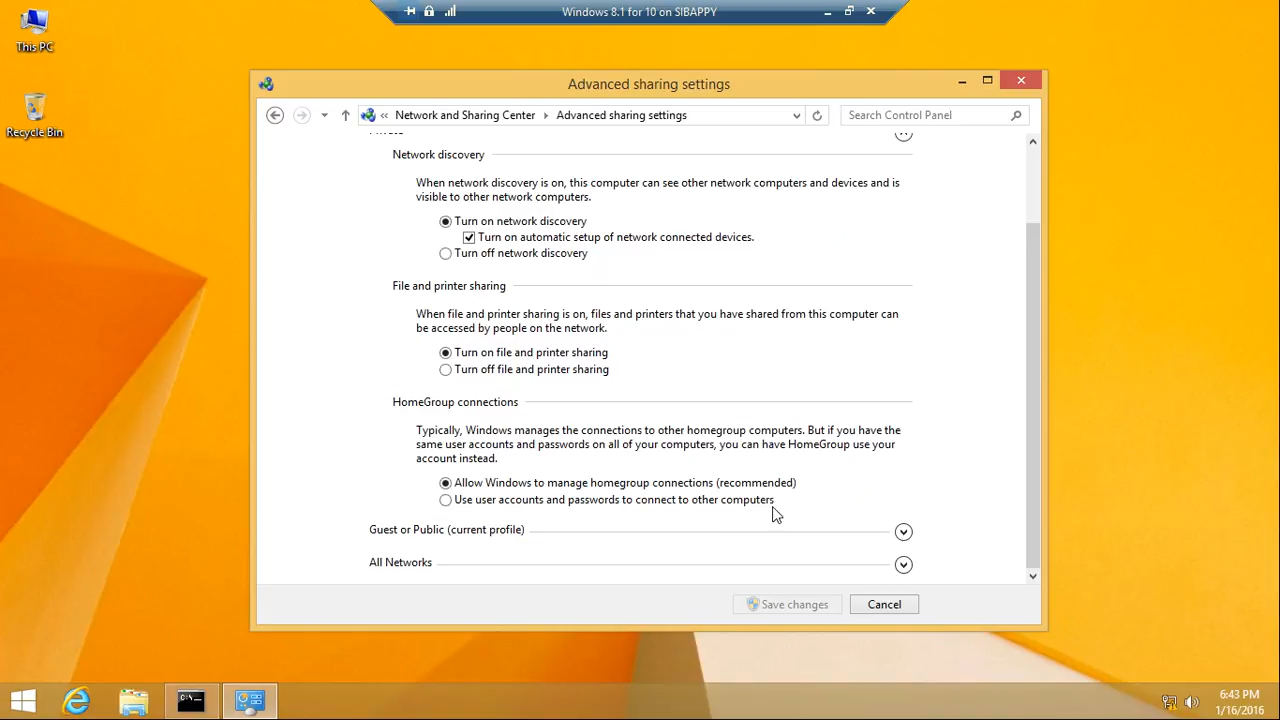 Windows 8.1 for 10 on SIBAPPY
This PC
Recycle Bin
Advanced sharing settings
« Network and Sharing Center Advanced sharing settings
Search Control Panel
Private
Network discovery
When network discovery is on, this computer can see other network computers and devices and is
visible to other network computers.
Turn on network discovery
Turn on automatic setup of network connected devices.
Turn off network discovery
File and printer sharing
When file and printer sharing is on, files and printers that you have shared from this computer can
be accessed by people on the network.
Turn on file and printer sharing
Turn off file and printer sharing
HomeGroup connections
Typically, Windows manages the connections to other homegroup computers. But if you have the
same user accounts and passwords on all of your computers, you can have HomeGroup use your
account instead.
Allow Windows to manage homegroup connections (recommended)
Use user accounts and passwords to connect to other computers
Guest or Public (current profile)
All Networks
Save changes
Cancel
C:\.
6:43 PM
1/16/2016